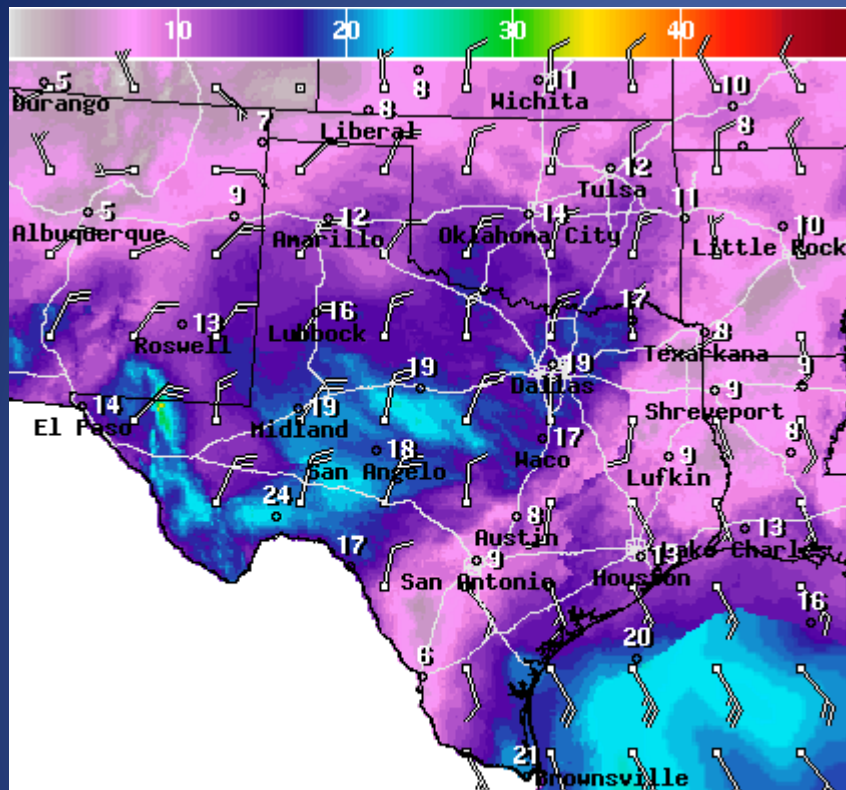 10 20 30 40
5 8 11 10
Durango Wichita
8
Liberal
7 8
12
Tulsa
5 9 12 14 11 10
Albuquerque Amarillo Oklahoma City Little Rock
13 16 17
Roswell Lubbock 8
Texarkana
19 19 9
Dallas
14 19 9
El Paso Midland Shreveport
18 17 9 8
San Angelo Waco Lufkin
24 8 13
Austin Lake Charles
17 9 13
San Antonio Houston
16
20
6
21
Brownsville